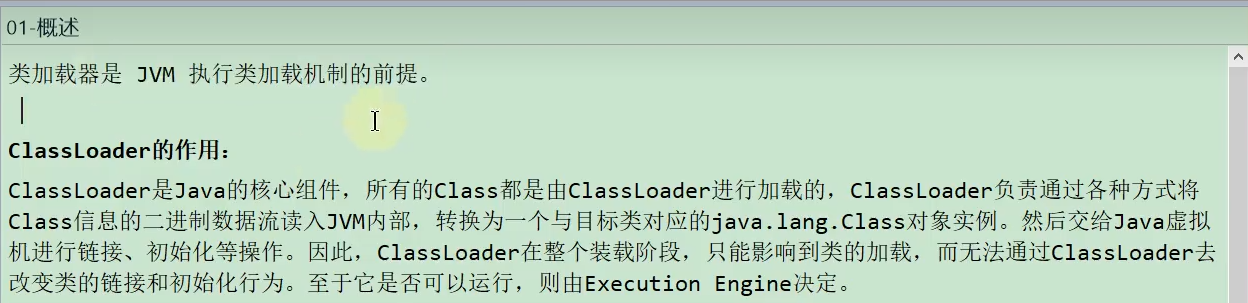 01-概述
类加载器是 JVM 执行类加载机制的前提。
ClassLoader的作用：
ClassLoader是Java的核心组件，所有的Class都是由ClassLoader进行加载的，ClassLoader负责通过各种方式将
Class信息的二进制数据流读入JVM内部，转换为一个与目标类对应的java.lang.Class对象实例。然后交给Java虚拟
机进行链接、初始化等操作。因此，ClassLoader在整个装载阶段，只能影响到类的加载，而无法通过ClassLoader去
改变类的链接和初始化行为。至于它是否可以运行，则由Execution Engine决定。